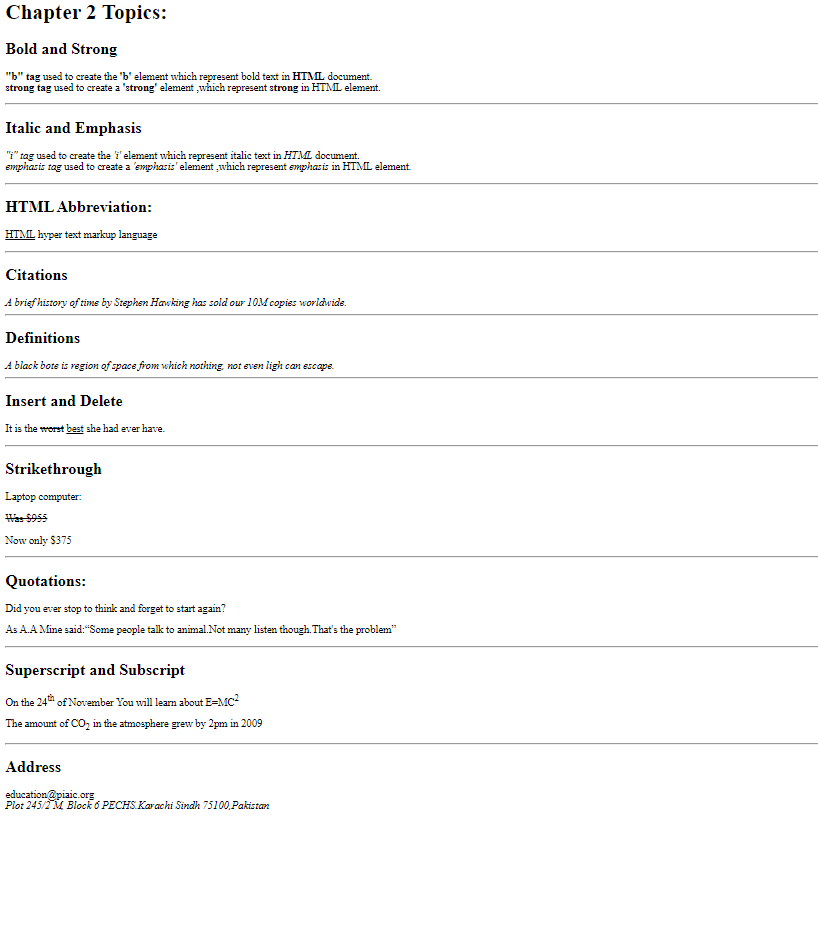 Chapter 2 Topics:
Bold and Strong
"b" tag used to create the 'b' element which represent bold text in HTML document.
strong tag used to create a 'strong' element ,which represent strong in HTML element.
Italic and Emphasis
"i" tag used to create the 'i' element which represent italic text in HTML document.
emphasis tag used to create a 'emphasis' element ,which represent emphasis in HTML element.
HTML Abbreviation:
HTML hyper text markup language
Citations
A brief history of time by Stephen Hawking has sold our 10M copies worldwide.
Definitions
A black bote is region of space from which nothing, not even ligh can escape.
Insert and Delete
It is the worst best she had ever have.
Strikethrough
Laptop computer:
Was $955
Now only $375
Quotations:
Did you ever stop to think and forget to start again?
As A.A Mine said:“Some people talk to animal.Not many listen though.That's the problem”
Superscript and Subscript
On the 24th of November You will learn about E=MC2
The amount of CO2 in the atmosphere grew by 2pm in 2009
Address
education@piaic.org
Plot 245/2 M, Block 6 PECHS.Karachi Sindh 75100,Pakistan